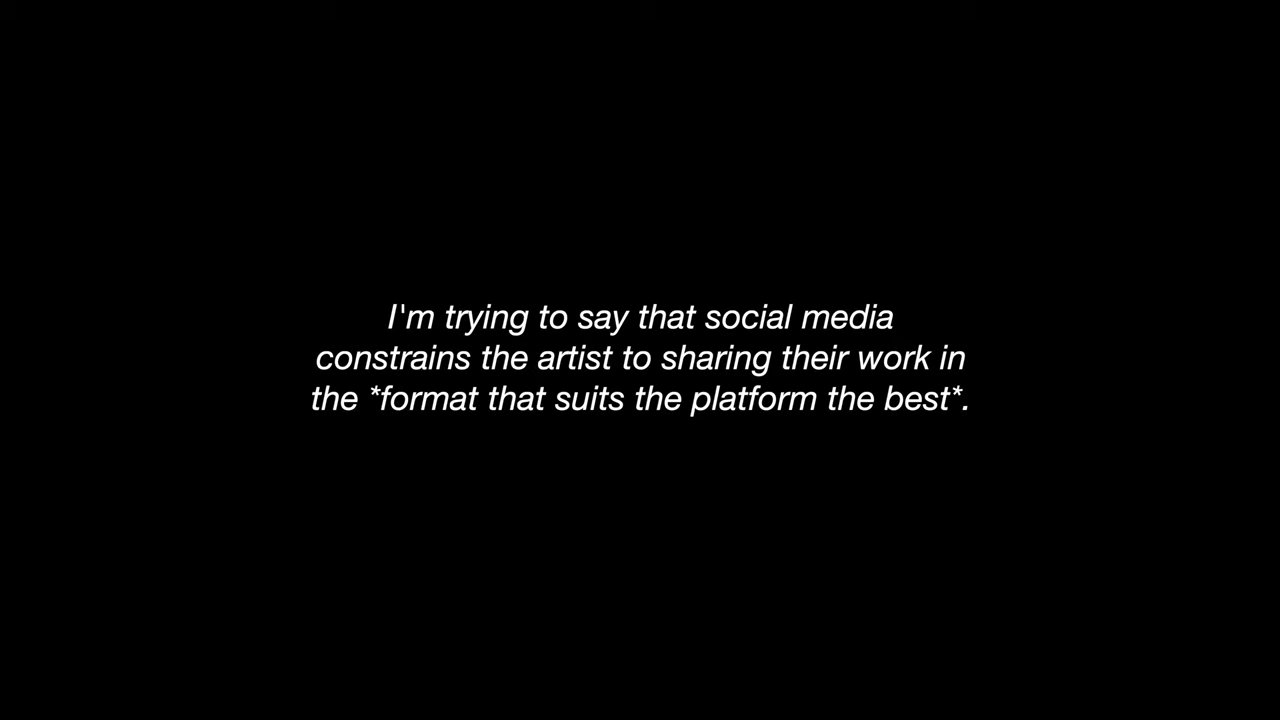 I'm trying to say that social media
constrains the artist to sharing their work in
the *format that suits the platform the best*.